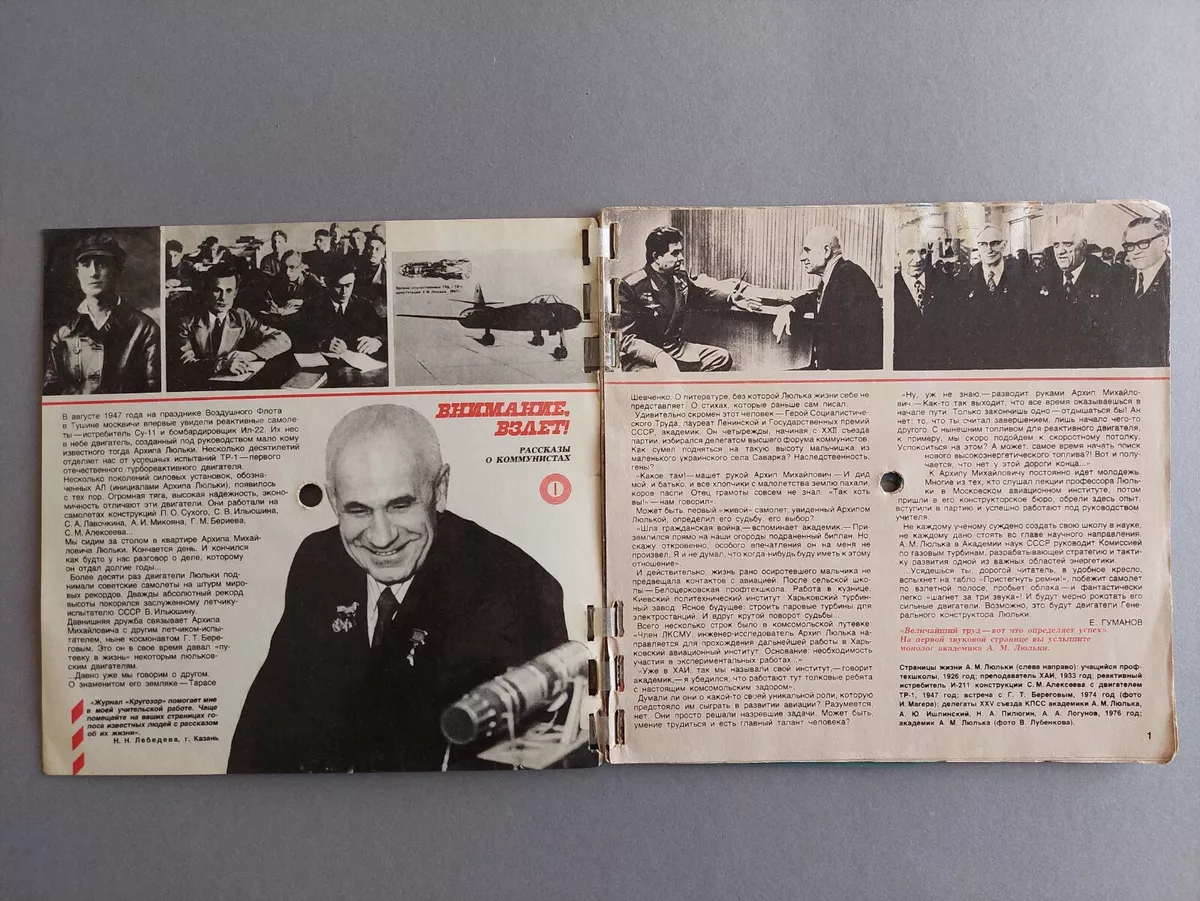 В августе 1947 года на празднике Воздушного Флота
в Тушине москвичи впервые увидели реактивные самоле-
ты—истребитель Су-11 и бомбардировщик Ил-22. Их нес
в небе двигатель, созданный под руководством мало кому
известного тогда Архипа Люльки. Несколько десятилетий
отделяет нас от успешных испытаний ТР-1—первого
отечественного турбореактивного двигателя.
Несколько поколений силовых установок, обозна-
ченных АЛ (инициалами Архипа Люльки), появилось
с тех пор. Огромная тяга, высокая надежность, эконо-
мичность отличают эти двигатели. Они работали на
самолетах конструкций П. О. Сухого, С. В. Ильюшина,
С. А. Лавочкина, А. И. Микояна, Г. М. Бериева,
С. М. Алексеева...
Мы сидим за столом в квартире Архипа Михай-
ловича Люльки. Кончается день. И кончился
как будто у нас разговор о деле, которому
он отдал долгие годы...
Более десяти раз двигатели Люльки под-
нимали советские самолеты на штурм миро-
вых рекордов. Дважды абсолютный рекорд
высоты покорялся заслуженному летчику-
испытателю СССР В. Ильюшину.
Давнишняя дружба связывает Архипа
Михайловича с другим летчиком-испы-
тателем, ныне космонавтом Г. Т. Бере-
говым. Это он в свое время давал «пу-
тевку в жизнь» некоторым люльков-
ским двигателям.
...Давно уже мы говорим о другом.
О знаменитом его земляке—Тарасе
«Журнал «Кругозор» помогает мне
в моей учительской работе. Чаще
помещайте на ваших страницах го-
лоса известных людей с рассказом
об их жизни».
Н. Н. Лебедева, г. Казань
ВНИМАНИЕ,
ВЗЛЕТ!
РАССКАЗЫ
О КОММУНИСТАХ
1
Шевченко. О литературе, без которой Люлька жизни себе не
представляет. О стихах, которые раньше сам писал.
Удивительно скромен этот человек—Герой Социалистиче-
ского Труда, лауреат Ленинской и Государственных премий
СССР, академик. Он четырежды, начиная с XXII съезда
партии, избирался делегатом высшего форума коммунистов.
Как сумел подняться на такую высоту мальчишка из
маленького украинского села Саварка? Наследственность,
гены?
—Какое там!—машет рукой Архип Михайлович.—И дид
мой, и батько, и все хлопчики с малолетства землю пахали,
коров пасли. Отец грамоты совсем не знал. «Так хоть
вы!—нам говорил».
Может быть, первый «живой» самолет, увиденный Архипом
Люлькой, определил его судьбу, его выбор?
—Шла гражданская война,—вспоминает академик.—При-
землился прямо на наши огороды подраненный биплан. Но
скажу откровенно, особого впечатления он на меня не
произвел. Я и не думал, что когда-нибудь буду иметь к этому
отношение».
И действительно, жизнь рано осиротевшего мальчика не
предвещала контактов с авиацией. После сельской шко-
лы—Белоцерковская профтехшкола. Работа в кузнице,
Киевский политехнический институт. Харьковский турбин-
ный завод. Ясное будущее: строить паровые турбины для
электростанций. И вдруг крутой поворот судьбы...
Всего несколько строк было в комсомольской путевке:
«Член ЛКСМУ инженер-исследователь Архип Люлька на-
правляется для прохождения дальнейшей работы в Харь-
ковский авиационный институт. Основание: необходимость
участия в экспериментальных работах...»
«Уже в ХАИ, так мы называли свой институт,—говорит
академик,—я убедился, что работают тут толковые ребята
с настоящим комсомольским задором».
Думали ли они о какой-то своей уникальной роли, которую
предстояло им сыграть в развитии авиации? Разумеется,
нет. Они просто решали назревшие задачи. Может быть,
умение трудиться и есть главный талант человека?
«Ну, уж не знаю,—разводит руками Архип Михайло-
вич.—Как-то так выходит, что все время оказываешься в
начале пути. Только закончишь одно—отдышаться бы! Ан
нет: то, что ты считал завершением, лишь начало чего-то
другого. С нынешним топливом для реактивного двигателя,
к примеру, мы скоро подойдем к скоростному потолку.
Успокоиться на этом? А может, самое время начать поиск
нового высокоэнергетического топлива?! Вот и полу-
чается, что нет у этой дороги конца...»
К Архипу Михайловичу постоянно идет молодежь.
Многие из тех, кто слушал лекции профессора Люль-
ки в Московском авиационном институте, потом
пришли в его конструкторское бюро, обрели здесь опыт,
вступили в партию и успешно работают под руководством
учителя.
Не каждому ученому суждено создать свою школу в науке,
не каждому дано стоять во главе научного направления.
А. М. Люлька в Академии наук СССР руководит Комиссией
по газовым турбинам, разрабатывающей стратегию и такти-
ку развития одной из важных областей энергетики.
Усядешься ты, дорогой читатель, в удобное кресло,
вспыхнет на табло «Пристегнуть ремни!», побежит самолет
по взлетной полосе, пробьет облака—и фантастически
легко «шагнет за три звука»! И будут мерно рокотать его
сильные двигатели. Возможно, это будут двигатели Гене-
рального конструктора Люльки.
Е. ГУМАНОВ
«Величайший труд—вот что определяет успех».
На первой звуковой странице вы услышите
монолог академика А. М. Люльки.
Страницы жизни А. М. Люльки (слева направо): учащийся проф-
техшколы, 1926 год; преподаватель ХАИ, 1933 год; реактивный
истребитель И-211 конструкции С. М. Алексеева с двигателем
ТР-1, 1947 год; встреча с Г. Т. Береговым, 1974 год (фото
И. Магера); делегаты XXV съезда КПСС академики А. М. Люлька,
А. Ю. Ишлинский, Н. А. Пилюгин, А. А. Логунов, 1976 год;
академик А. М. Люлька (фото В. Лубенкова).
1